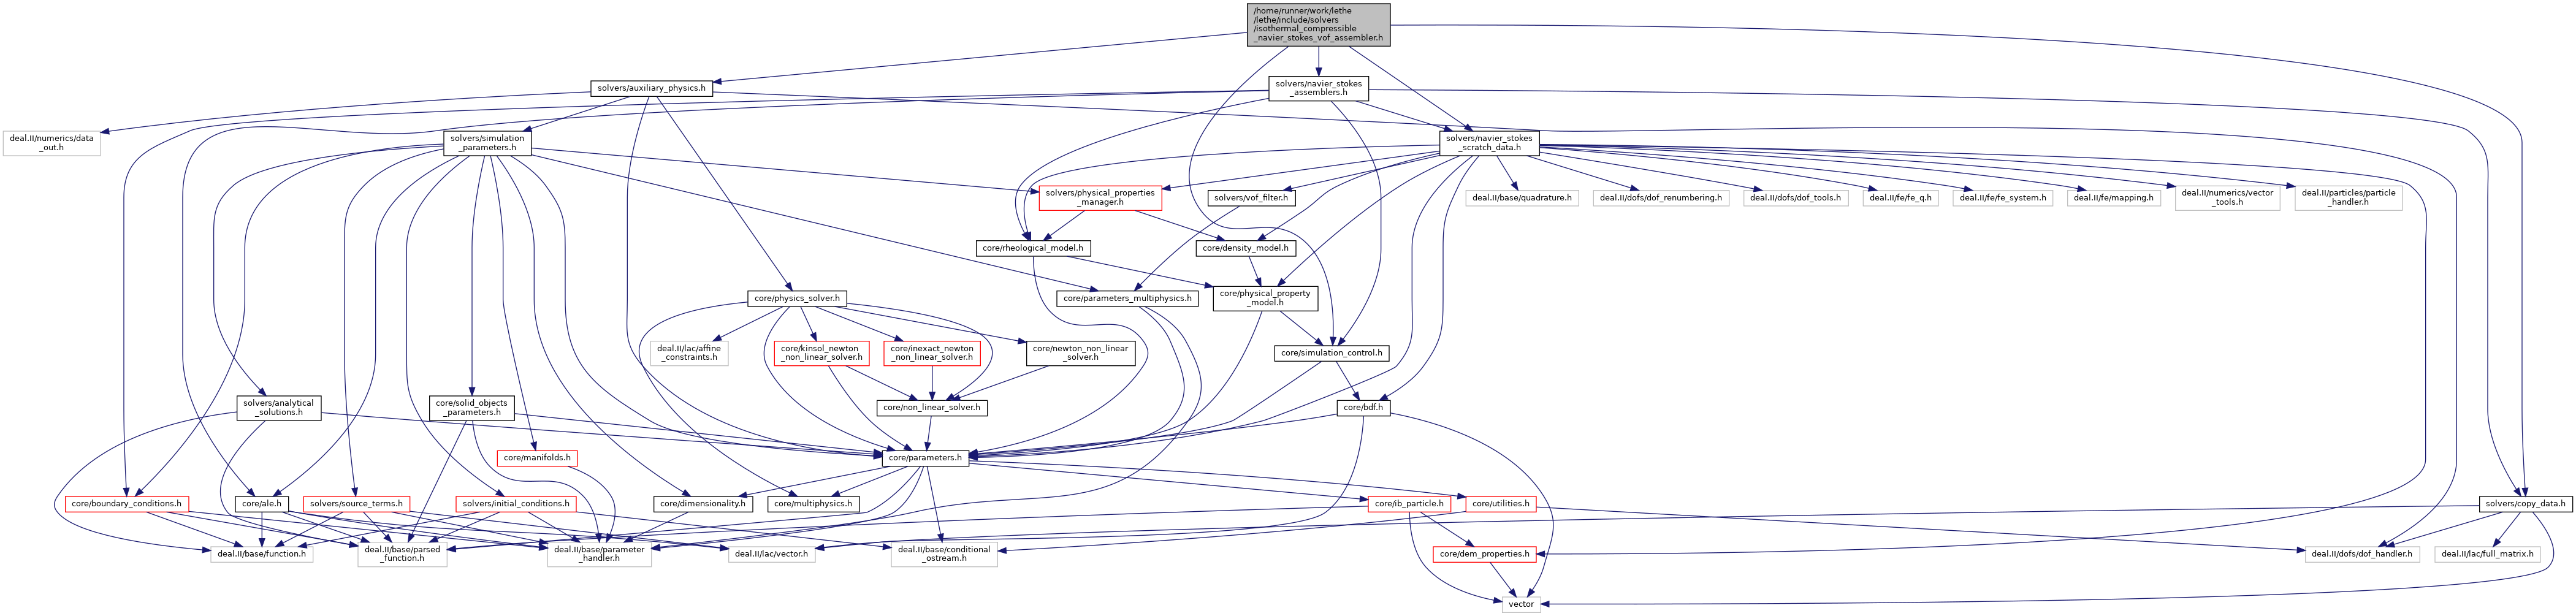 /home/runner/work/lethe
/lethe/include/solvers
/isothermal_compressible
_navier_stokes_vof_assembler.h
solvers/auxiliary_physics.h
solvers/navier_stokes
_assemblers.h
deal.II/numerics/data
_out.h
solvers/simulation
_parameters.h
solvers/navier_stokes
_scratch_data.h
solvers/physical_properties
_manager.h
solvers/vof_filter.h
deal.II/base/quadrature.h
deal.II/dofs/dof_renumbering.h
deal.II/dofs/dof_tools.h
deal.II/fe/fe_q.h
deal.II/fe/fe_system.h
deal.II/fe/mapping.h
deal.II/numerics/vector
_tools.h
deal.II/particles/particle
_handler.h
core/rheological_model.h
core/density_model.h
core/physics_solver.h
core/parameters_multiphysics.h
core/physical_property
_model.h
deal.II/lac/affine
_constraints.h
core/kinsol_newton
_non_linear_solver.h
core/inexact_newton
_non_linear_solver.h
core/newton_non_linear
_solver.h
core/simulation_control.h
solvers/analytical
_solutions.h
core/solid_objects
_parameters.h
core/non_linear_solver.h
core/bdf.h
core/manifolds.h
core/parameters.h
core/boundary_conditions.h
core/ale.h
solvers/source_terms.h
solvers/initial_conditions.h
core/dimensionality.h
core/multiphysics.h
core/ib_particle.h
core/utilities.h
solvers/copy_data.h
deal.II/base/function.h
deal.II/base/parsed
_function.h
deal.II/base/parameter
_handler.h
deal.II/lac/vector.h
deal.II/base/conditional
_ostream.h
core/dem_properties.h
deal.II/dofs/dof_handler.h
deal.II/lac/full_matrix.h
vector